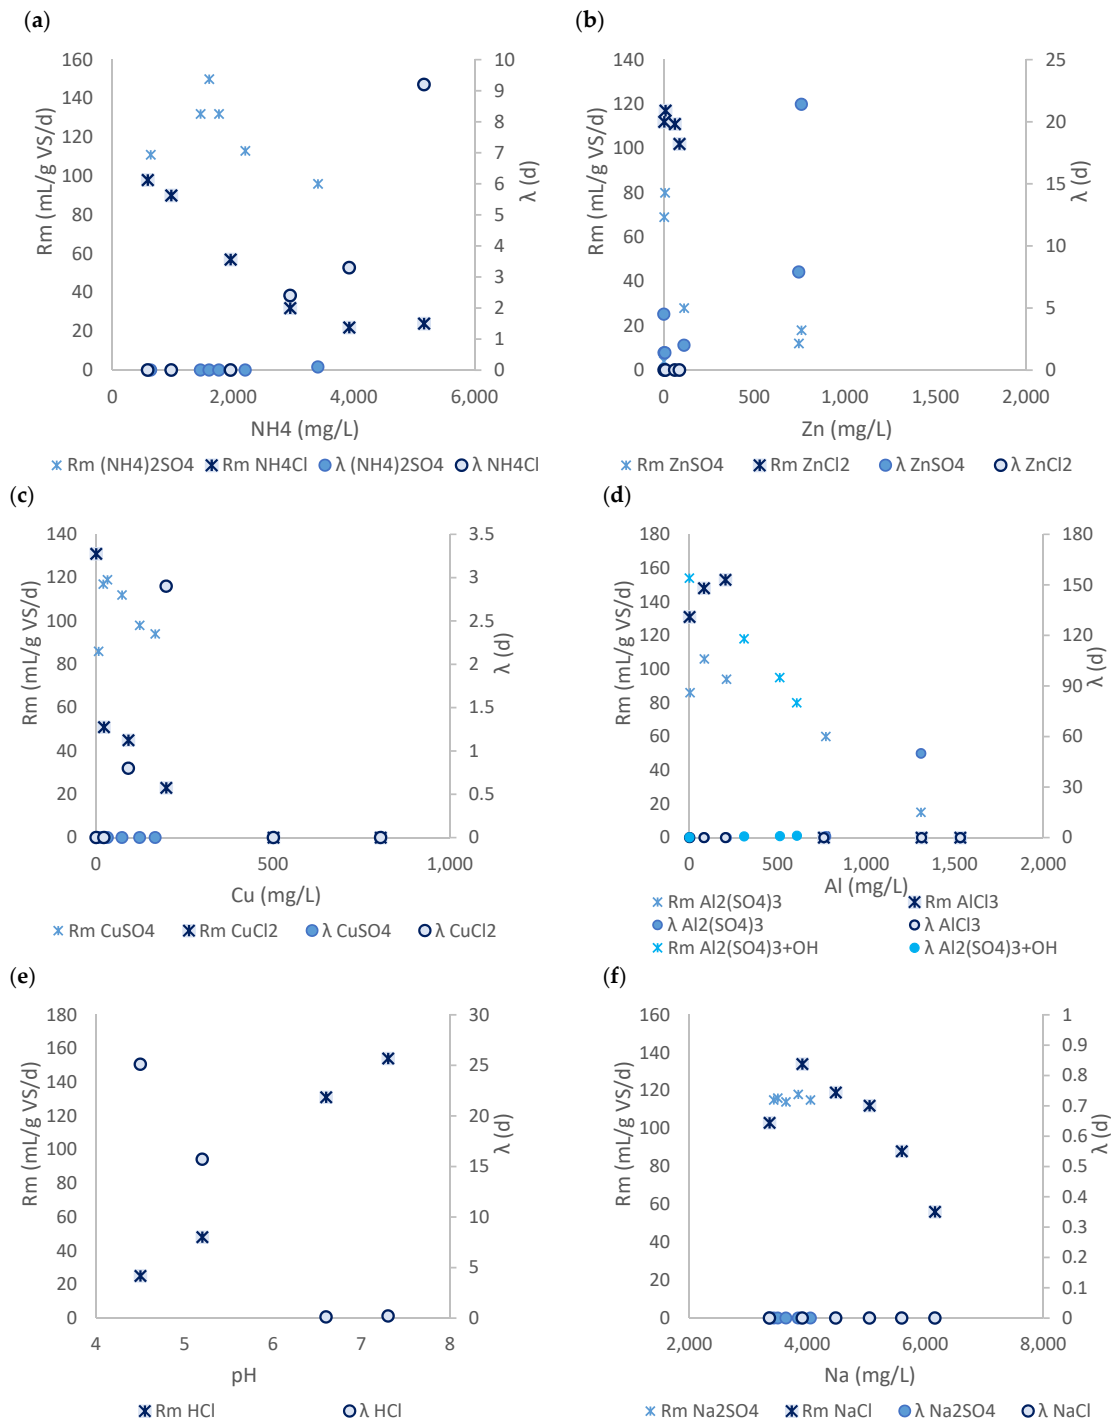 (a)
160
140
120
100
80
60
40
20
0
Rm (mL/g VS/d)
10
9
8
7
6
5
4
3
2
1
0
λ (d)
0 2,000 4,000 6,000
NH4 (mg/L)
Rm (NH4)2SO4 Rm NH4Cl λ (NH4)2SO4 λ NH4Cl
(b)
140
120
100
80
60
40
20
0
Rm (mL/g VS/d)
25
20
15
10
5
0
λ (d)
0 500 1,000 1,500 2,000
Zn (mg/L)
Rm ZnSO4 Rm ZnCl2 λ ZnSO4 λ ZnCl2
(c)
140
120
100
80
60
40
20
0
Rm (mL/g VS/d)
3.5
3
2.5
2
1.5
1
0.5
0
λ (d)
0 500 1,000
Cu (mg/L)
Rm CuSO4 Rm CuCl2 λ CuSO4 λ CuCl2
(d)
180
160
140
120
100
80
60
40
20
0
Rm (mL/g VS/d)
180
150
120
90
60
30
0
λ (d)
0 500 1,000 1,500 2,000
Al (mg/L)
Rm Al2(SO4)3 Rm AlCl3
λ Al2(SO4)3 λ AlCl3
Rm Al2(SO4)3+OH λ Al2(SO4)3+OH
(e)
180
160
140
120
100
80
60
40
20
0
Rm (mL/g VS/d)
30
25
20
15
10
5
0
λ (d)
4 5 6 7 8
pH
Rm HCl λ HCl
(f)
160
140
120
100
80
60
40
20
0
Rm (mL/g VS/d)
1
0.9
0.8
0.7
0.6
0.5
0.4
0.3
0.2
0.1
0
λ (d)
2,000 4,000 6,000 8,000
Na (mg/L)
Rm Na2SO4 Rm NaCl λ Na2SO4 λ NaCl